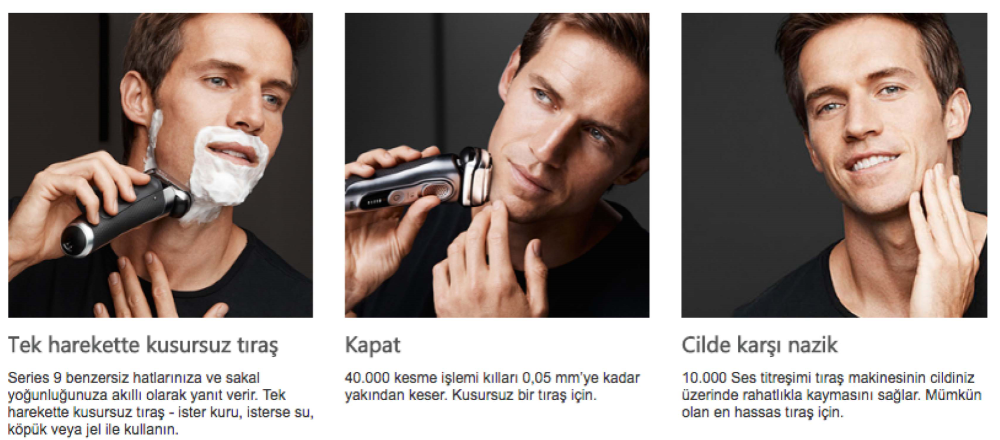 Tek harekette kusursuz tıraş
Series 9 benzersiz hatlarınıza ve sakal
yoğunluğunuza akıllı olarak yanıt verir. Tek
harekette kusursuz tıraş - ister kuru, isterse su,
köpük veya jel ile kullanın.
Kapat
40.000 kesme işlemi kılları 0,05 mm’ye kadar
yakından keser. Kusursuz bir tıraş için.
Cilde karşı nazik
10.000 Ses titreşimi tıraş makinesinin cildiniz
üzerinde rahatlıkla kaymasını sağlar. Mümkün
olan en hassas tıraş için.